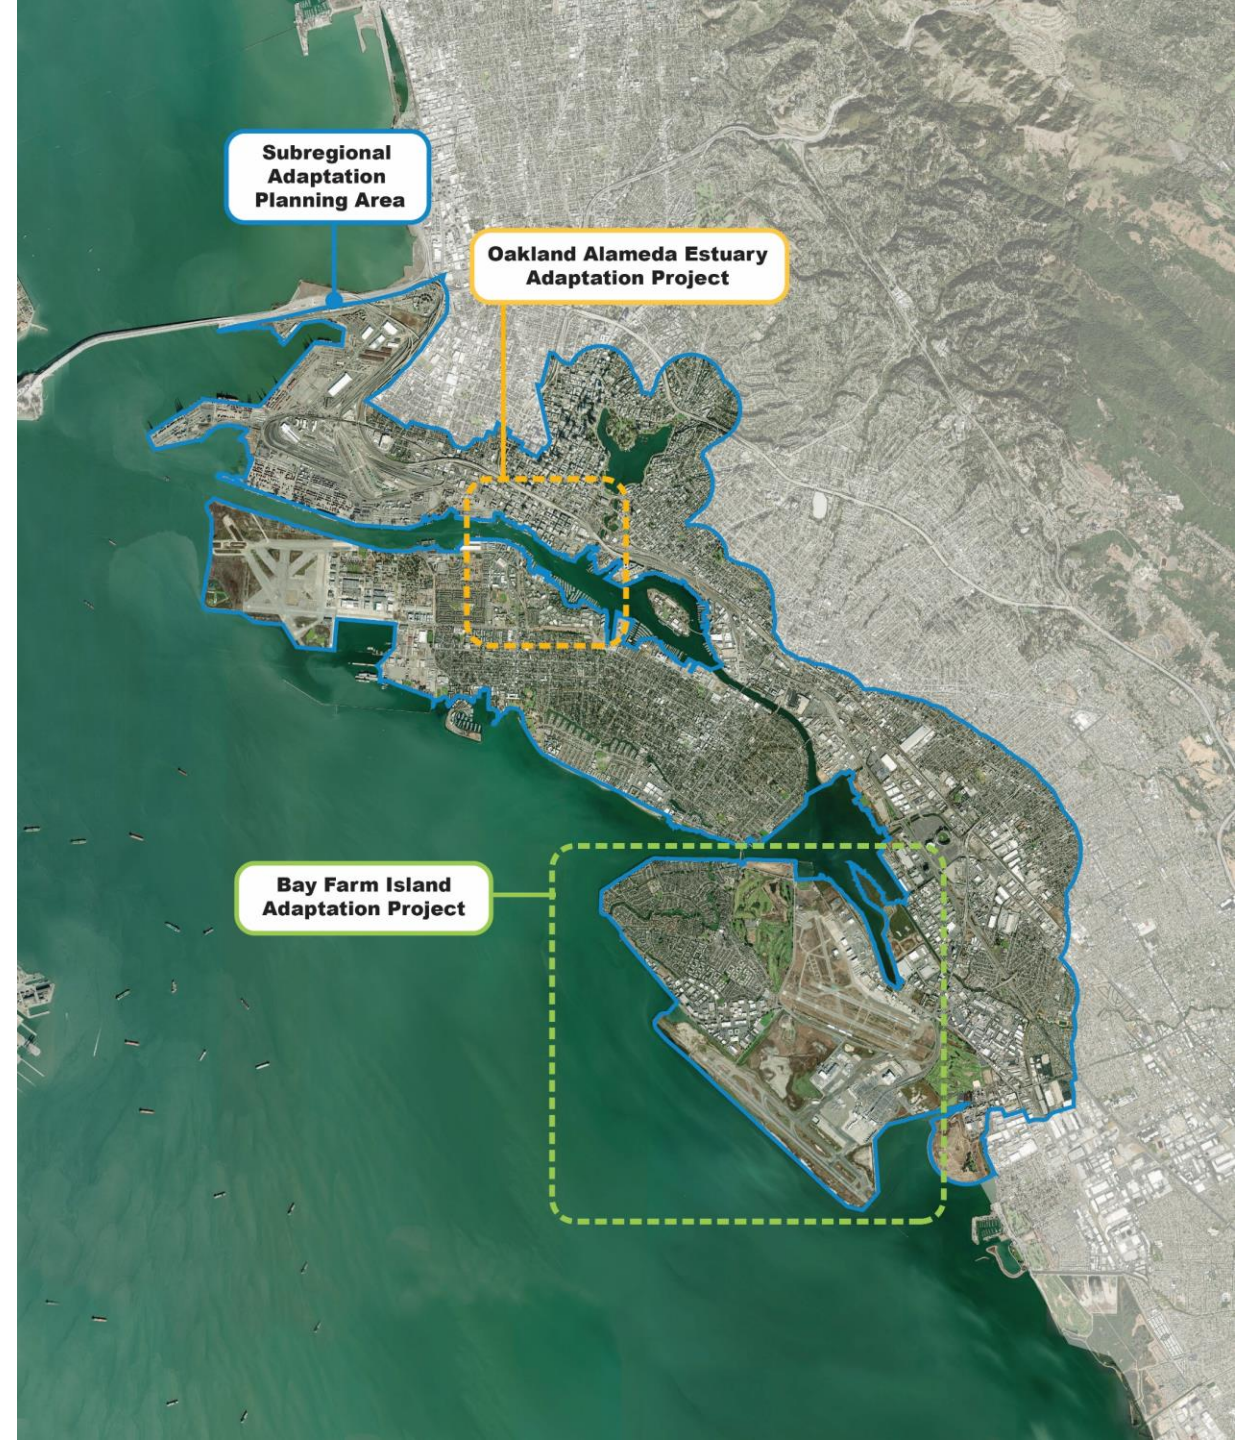 Subregional
Adaptation
Planning Area
Oakland Alameda Estuary
Adaptation Project
Bay Farm Island
Adaptation Project